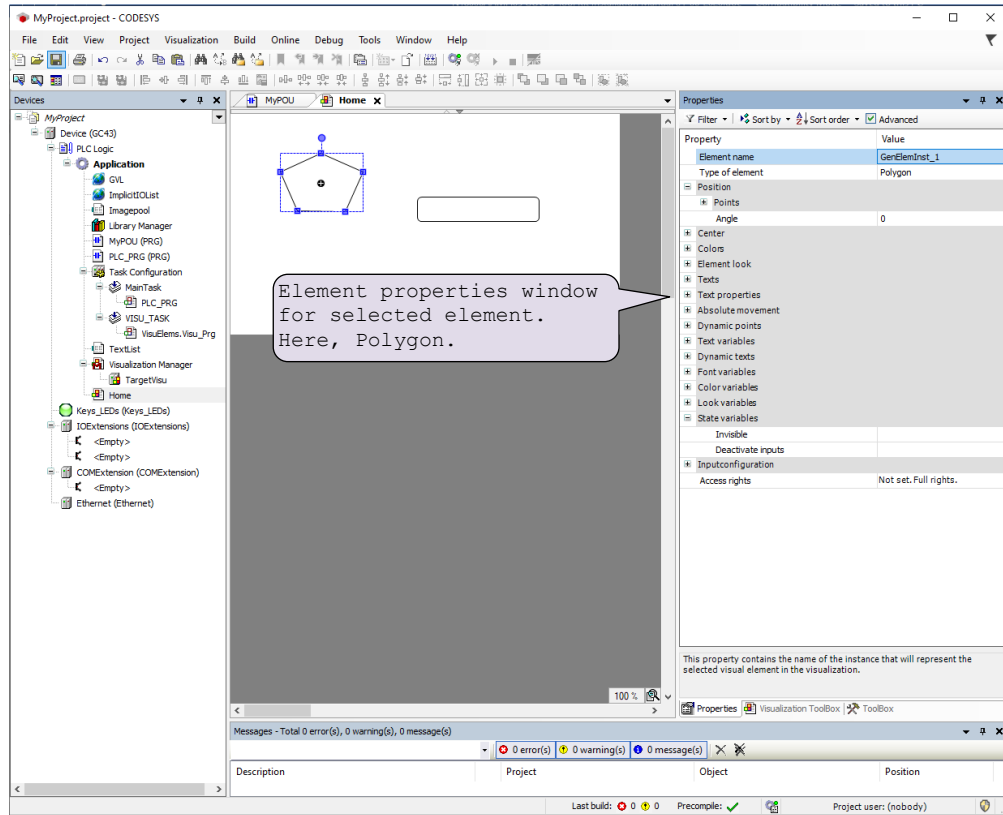 MyProject.project - CODESYS
File Edit View Project Visualization Build Online Debug Tools Window Help
Devices
MyProject
Device (GC43)
PLC Logic
Application
GVL
ImplicitIOList
Imagepool
Library Manager
MyPOU (PRG)
PLC_PRG (PRG)
Task Configuration
MainTask
PLC_PRG
VISU_TASK
VisuElems.Visu_Prg
TextList
Visualization Manager
TargetVisu
Home
Keys_LEDs (Keys_LEDs)
IOExtensions (IOExtensions)
<Empty>
<Empty>
COMExtension (COMExtension)
<Empty>
Ethernet (Ethernet)
MyPOU Home
Element properties window
for selected element.
Here, Polygon.
100 %
Properties
Filter Sort by Sort order Advanced
Property Value
Element name GenElemInst_1
Type of element Polygon
Position
Points
Angle 0
Center
Colors
Element look
Texts
Text properties
Absolute movement
Dynamic points
Text variables
Dynamic texts
Font variables
Color variables
Look variables
State variables
Invisible
Deactivate inputs
Inputconfiguration
Access rights Not set. Full rights.
This property contains the name of the instance that will represent the
selected visual element in the visualization.
Properties Visualization ToolBox ToolBox
Messages - Total 0 error(s), 0 warning(s), 0 message(s)
0 error(s) 0 warning(s) 0 message(s)
Description Project Object Position
Last build: 0 0 Precompile: Project user: (nobody)